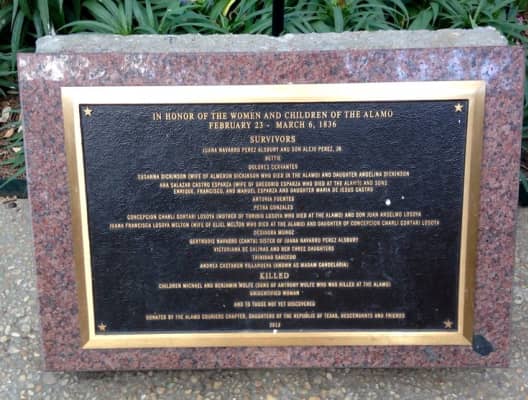 IN HONOR OF THE WOMEN AND CHILDREN OF THE ALAMO
FEBRUARY 23 - MARCH 6, 1836
SURVIVORS
JUANA NAVARRO PEREZ ALSBURY AND SON ALEJO PEREZ, JR.
BETTIE
DOLORES CERVANTES
SUSANNA DICKINSON (WIFE OF ALMERON DICKINSON WHO DIED IN THE ALAMO) AND DAUGHTER ANGELINA DICKINSON
ANA SALAZAR CASTRO ESPARZA (WIFE OF GREGORIO ESPARZA WHO DIED AT THE ALAMO) AND SONS
ENRIQUE, FRANCISCO, AND MANUEL ESPARZA AND DAUGHTER MARIA DE JESUS CASTRO
ANTONIA FUENTES
PETRA GONZALES
CONCEPCION CHARLI GORTARI LOSOYA (MOTHER OF TORIBIO LOSOYA WHO DIED AT THE ALAMO) AND SON JUAN ANSELMO LOSOYA
JUANA FRANCISCA LOSOYA MELTON (WIFE OF ELIEL MELTON WHO DIED AT THE ALAMO) AND DAUGHTER OF CONCEPCION CHARLI GORTARI LOSOYA
MUNOZ
GERTRUDIS NAVARRO (CANTU) SISTER OF JUANA NAVARRO PEREZ ALSBURY
VICTORIANA DE SALINAS AND HER THREE DAUGHTERS
TRINIDAD SAUCEDO
ANDREA CASTANON VILLANUEVA (KNOWN AS MADAM CANDELARIA)
KILLED
CHILDREN MICHAEL AND BENJAMIN WOLFE (SONS OF ANTHONY WOLFE WHO WAS KILLED AT THE ALAMO)
UNIDENTIFIED WOMAN
AND TO THOSE NOT YET DISCOVERED
DONATED BY THE ALAMO COURIERS CHAPTER, DAUGHTERS OF THE REPUBLIC OF TEXAS, DESCENDANTS AND FRIENDS